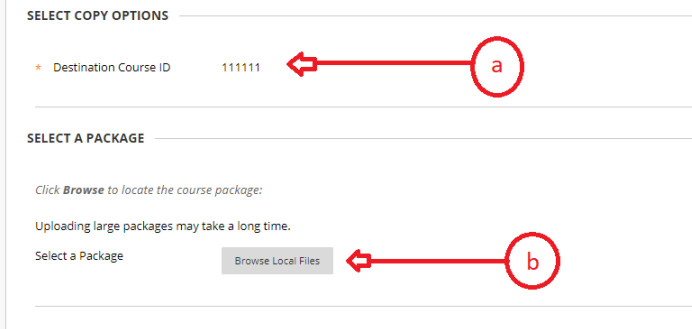 SELECT COPY OPTIONS
* Destination Course ID 111111
a
SELECT A PACKAGE
Click Browse to locate the course package:
Uploading large packages may take a long time.
Select a Package Browse Local Files
b